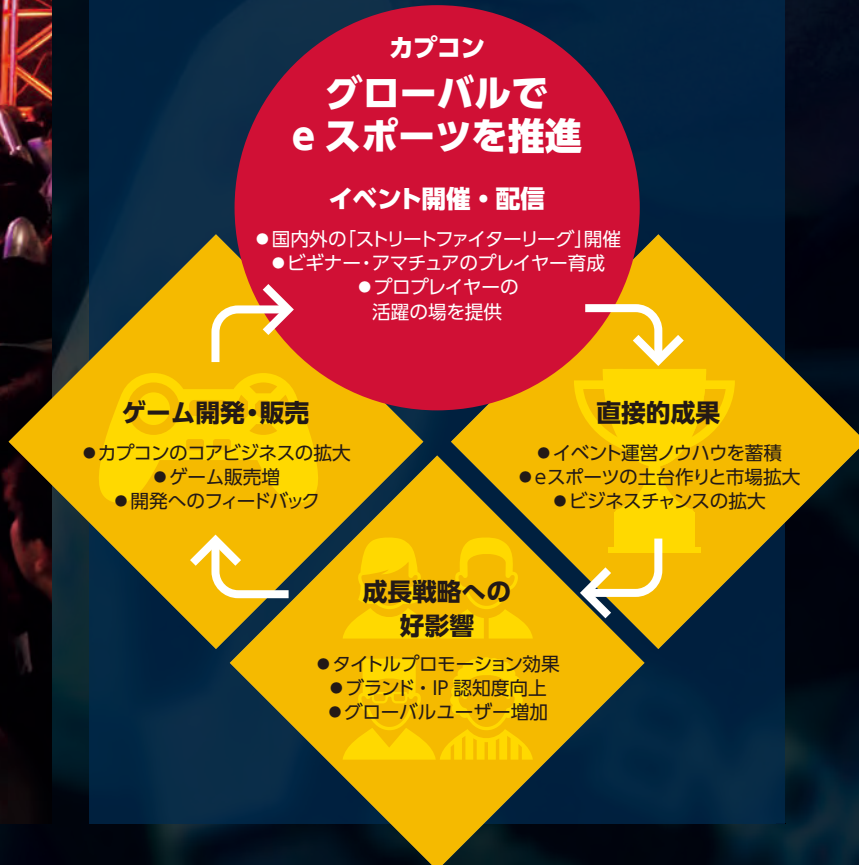 カプコン
グローバルで
e スポーツを推進
イベント開催・配信
●国内外の「ストリートファイターリーグ」開催
●ビギナー・アマチュアのプレイヤー育成
●プロプレイヤーの
活躍の場を提供
ゲーム開発・販売
●カプコンのコアビジネスの拡大
●ゲーム販売増
●開発へのフィードバック
直接的成果
●イベント運営ノウハウを蓄積
●eスポーツの土台作りと市場拡大
●ビジネスチャンスの拡大
成長戦略への
好影響
●タイトルプロモーション効果
●ブランド・IP 認知度向上
●グローバルユーザー増加